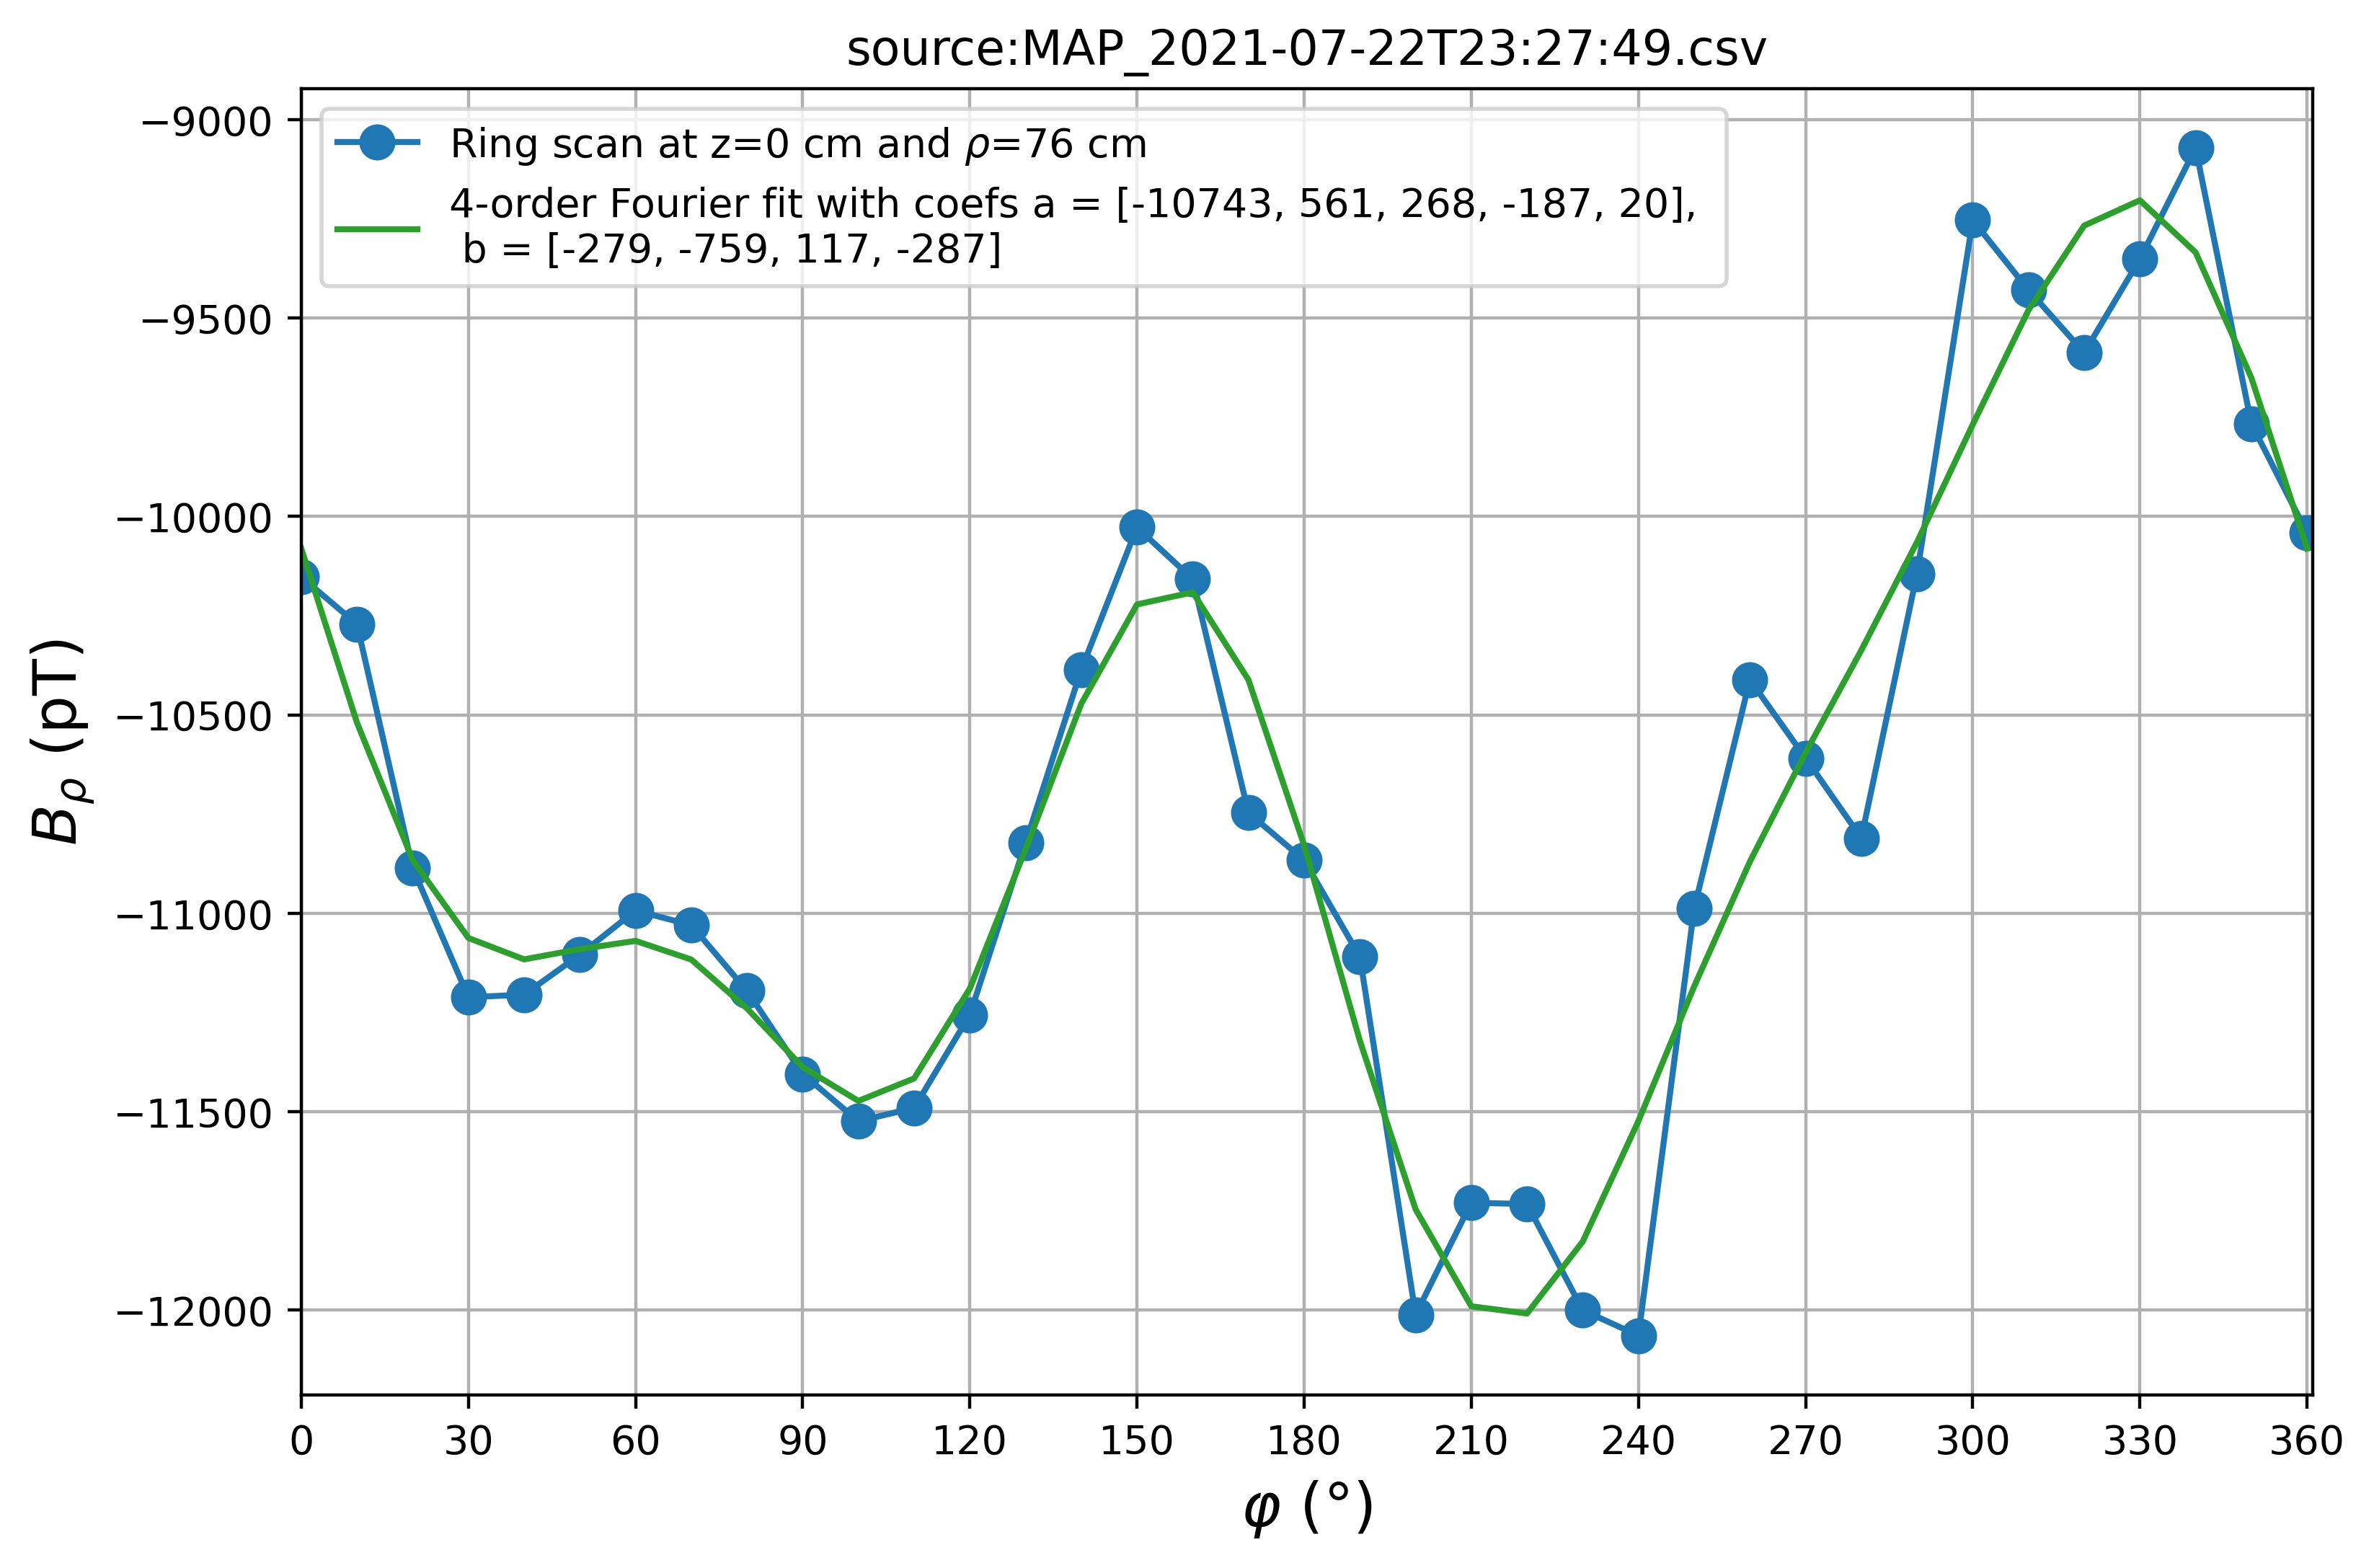 source:MAP_2021-07-22T23:27:49.csv
Ring scan at z=0 cm and ρ=76 cm
4-order Fourier fit with coefs a = [-10743, 561, 268, -187, 20],
b = [-279, -759, 117, -287]
−9000
−9500
−10000
−10500
−11000
−11500
−12000
Bρ (pT)
0 30 60 90 120 150 180 210 240 270 300 330 360
φ (°)